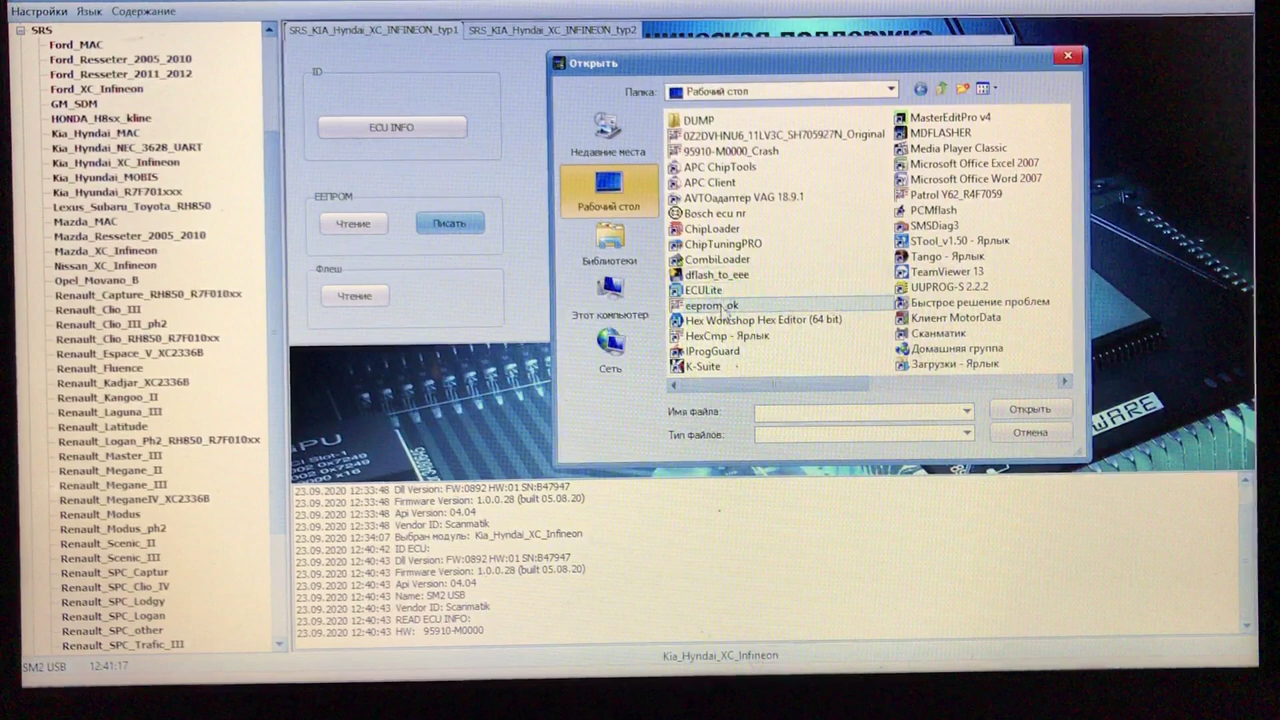 Настройки Язык Содержание
SRS
Ford_MAC
Ford_Resseter_2005_2010
Ford_Resseter_2011_2012
Ford_XC_Infineon
GM_SDM
HONDA_H8sx_kline
Kia_Hyndai_MAC
Kia_Hyndai_NEC_3628_UART
Kia_Hyndai_XC_Infineon
Kia_Hyundai_MOBIS
Kia_Hyundai_R7F701xxx
Lexus_Subaru_Toyota_RH850
Mazda_MAC
Mazda_Resseter_2005_2010
Mazda_XC_Infineon
Nissan_XC_Infineon
Opel_Movano_B
Renault_Capture_RH850_R7F010xx
Renault_Clio_III
Renault_Clio_III_ph2
Renault_Clio_RH850_R7F010xx
Renault_Espace_V_XC2336B
Renault_Fluence
Renault_Kadjar_XC2336B
Renault_Kangoo_II
Renault_Laguna_III
Renault_Latitude
Renault_Logan_Ph2_RH850_R7F010xx
Renault_Master_III
Renault_Megane_II
Renault_Megane_III
Renault_MeganeIV_XC2336B
Renault_Modus
Renault_Modus_ph2
Renault_Scenic_II
Renault_Scenic_III
Renault_SPC_Captur
Renault_SPC_Clio_IV
Renault_SPC_Lodgy
Renault_SPC_Logan
Renault_SPC_other
Renault_SPC_Trafic_III
SRS_KIA_Hyndai_XC_INFINEON_typ1
SRS_KIA_Hyndai_XC_INFINEON_typ2
ID
ECU INFO
ЕЕПРОМ
Чтение
Писать
Флеш
Чтение
Открыть
Папка:
Рабочий стол
Недавние места
Рабочий стол
Библиотеки
Этот компьютер
Сеть
DUMP
0Z2DVHNU6_11LV3C_SH705927N_Original
95910-M0000_Crash
APC ChipTools
APC Client
AVTOадаптер VAG 18.9.1
Bosch ecu nr
ChipLoader
ChipTuningPRO
CombiLoader
dflash_to_eee
ECULite
eeprom_ok
Hex Workshop Hex Editor (64 bit)
HexCmp - Ярлык
IProgGuard
K-Suite
MasterEditPro v4
MDFLASHER
Media Player Classic
Microsoft Office Excel 2007
Microsoft Office Word 2007
Patrol Y62_R4F7059
PCMflash
SMSDiag3
STool_v1.50 - Ярлык
Tango - Ярлык
TeamViewer 13
UUPROG-S 2.2.2
Быстрое решение проблем
Клиент MotorData
Сканматик
Домашняя группа
Загрузки - Ярлык
Имя файла:
Открыть
Тип файлов:
Отмена
WARE
23.09.2020 12:33:48 Dll Version: FW:0892 HW:01 SN:B47947
23.09.2020 12:33:48 Firmware Version: 1.0.0.28 (built 05.08.20)
23.09.2020 12:33:48 Api Version: 04.04
23.09.2020 12:33:48 Vendor ID: Scanmatik
23.09.2020 12:34:07 Выбран модуль: Kia_Hyndai_XC_Infineon
23.09.2020 12:40:42 ID ECU:
23.09.2020 12:40:43 Dll Version: FW:0892 HW:01 SN:B47947
23.09.2020 12:40:43 Firmware Version: 1.0.0.28 (built 05.08.20)
23.09.2020 12:40:43 Api Version: 04.04
23.09.2020 12:40:43 Name: SM2 USB
23.09.2020 12:40:43 Vendor ID: Scanmatik
23.09.2020 12:40:43 READ ECU INFO:
23.09.2020 12:40:43 HW: 95910-M0000
SM2 USB 12:41:17
Kia_Hyndai_XC_Infineon